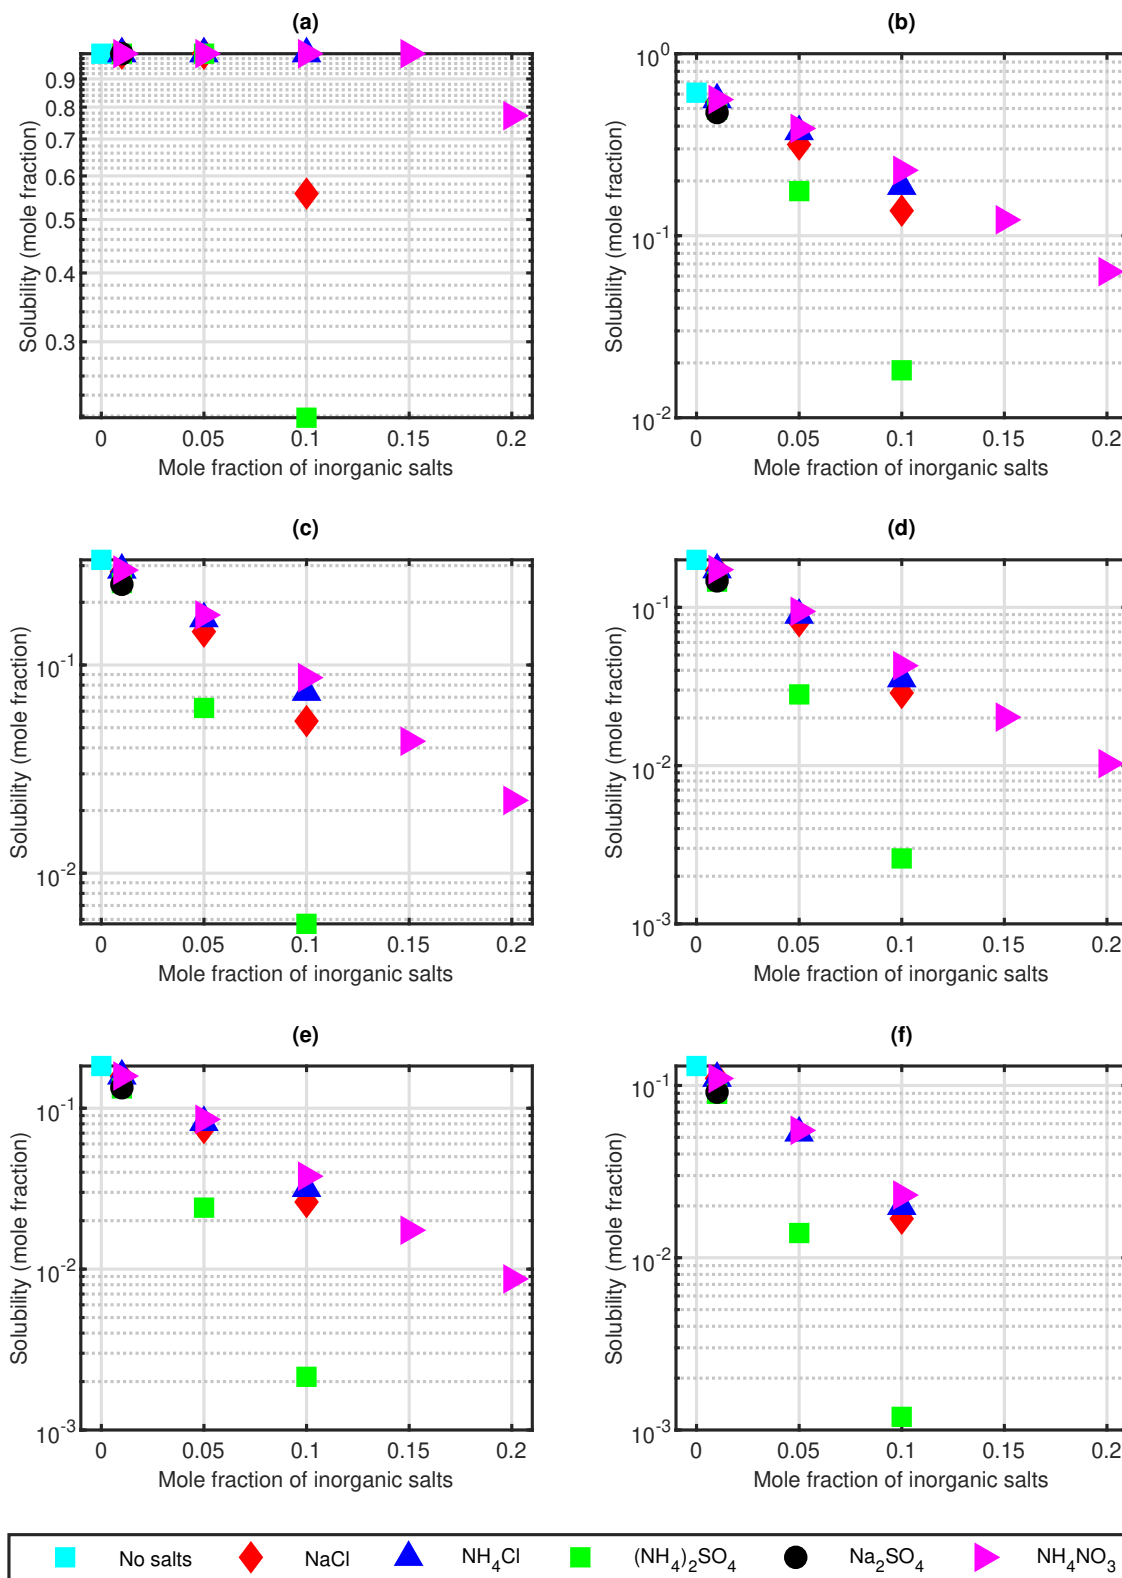 (a)
Solubility (mole fraction)
0.9
0.8
0.7
0.6
0.5
0.4
0.3
0 0.05 0.1 0.15 0.2
Mole fraction of inorganic salts
(b)
Solubility (mole fraction)
10^0
10^-1
10^-2
0 0.05 0.1 0.15 0.2
Mole fraction of inorganic salts
(c)
Solubility (mole fraction)
10^-1
10^-2
0 0.05 0.1 0.15 0.2
Mole fraction of inorganic salts
(d)
Solubility (mole fraction)
10^-1
10^-2
10^-3
0 0.05 0.1 0.15 0.2
Mole fraction of inorganic salts
(e)
Solubility (mole fraction)
10^-1
10^-2
10^-3
0 0.05 0.1 0.15 0.2
Mole fraction of inorganic salts
(f)
Solubility (mole fraction)
10^-1
10^-2
10^-3
0 0.05 0.1 0.15 0.2
Mole fraction of inorganic salts
No salts NaCl NH₄Cl (NH₄)₂SO₄ Na₂SO₄ NH₄NO₃